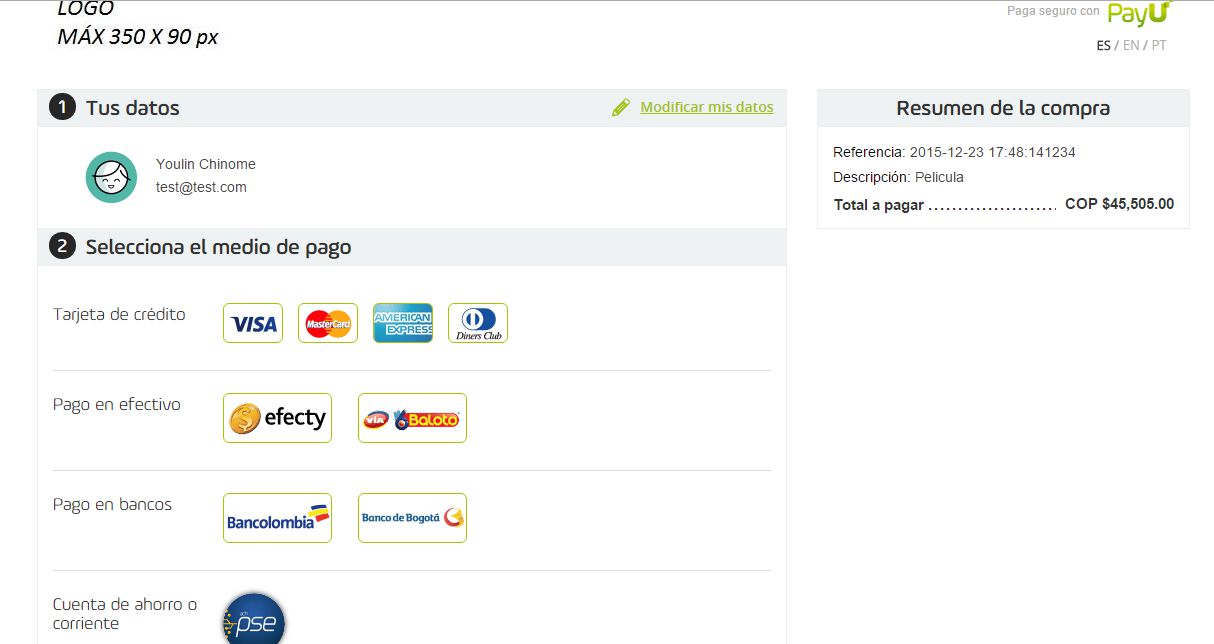 LOGO
MÁX 350 X 90 px
Paga seguro con PayU
ES / EN / PT
1 Tus datos
Modificar mis datos
Youlin Chinome
test@test.com
2 Selecciona el medio de pago
Tarjeta de crédito
VISA
MasterCard
AMERICAN
EXPRESS
Diners Club
Pago en efectivo
efecty
VIA Baloto
Pago en bancos
Bancolombia
Banco de Bogotá
Cuenta de ahorro o
corriente
ach
pse
Resumen de la compra
Referencia: 2015-12-23 17:48:141234
Descripción: Pelicula
Total a pagar ...................... COP $45,505.00